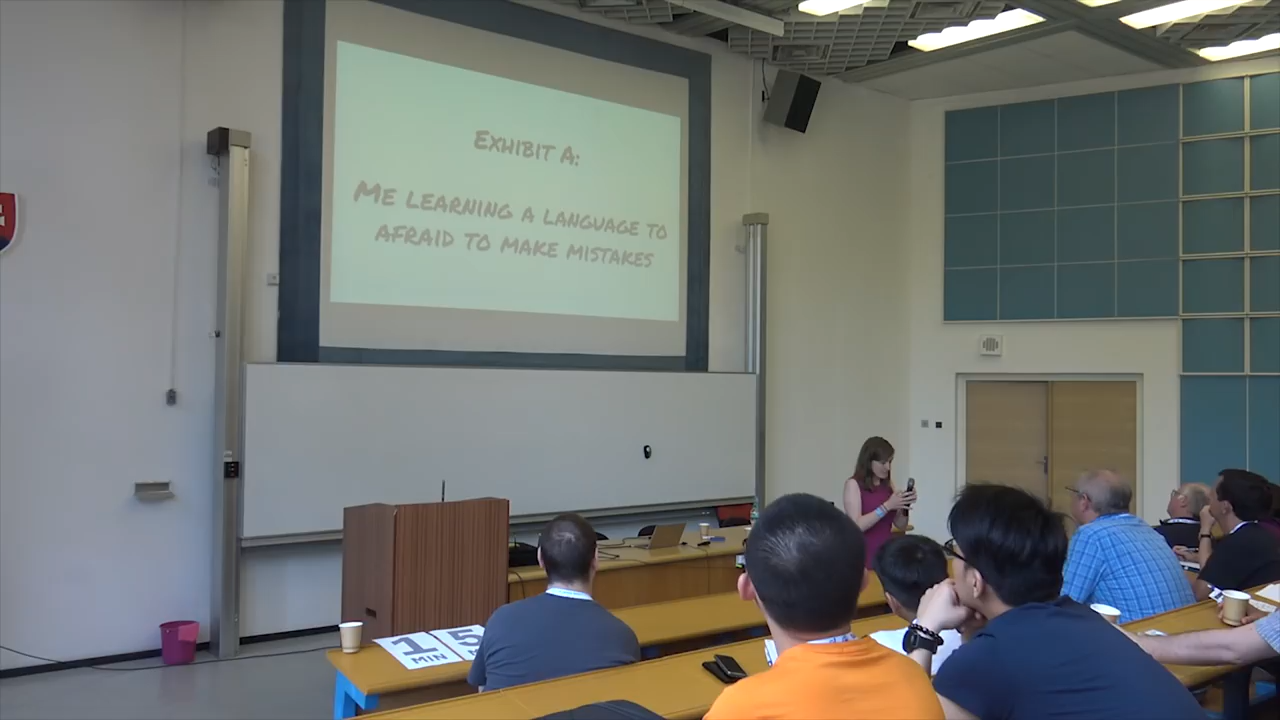 EXHIBIT A:
ME LEARNING A LANGUAGE TO
AFRAID TO MAKE MISTAKES
1 5
MIN